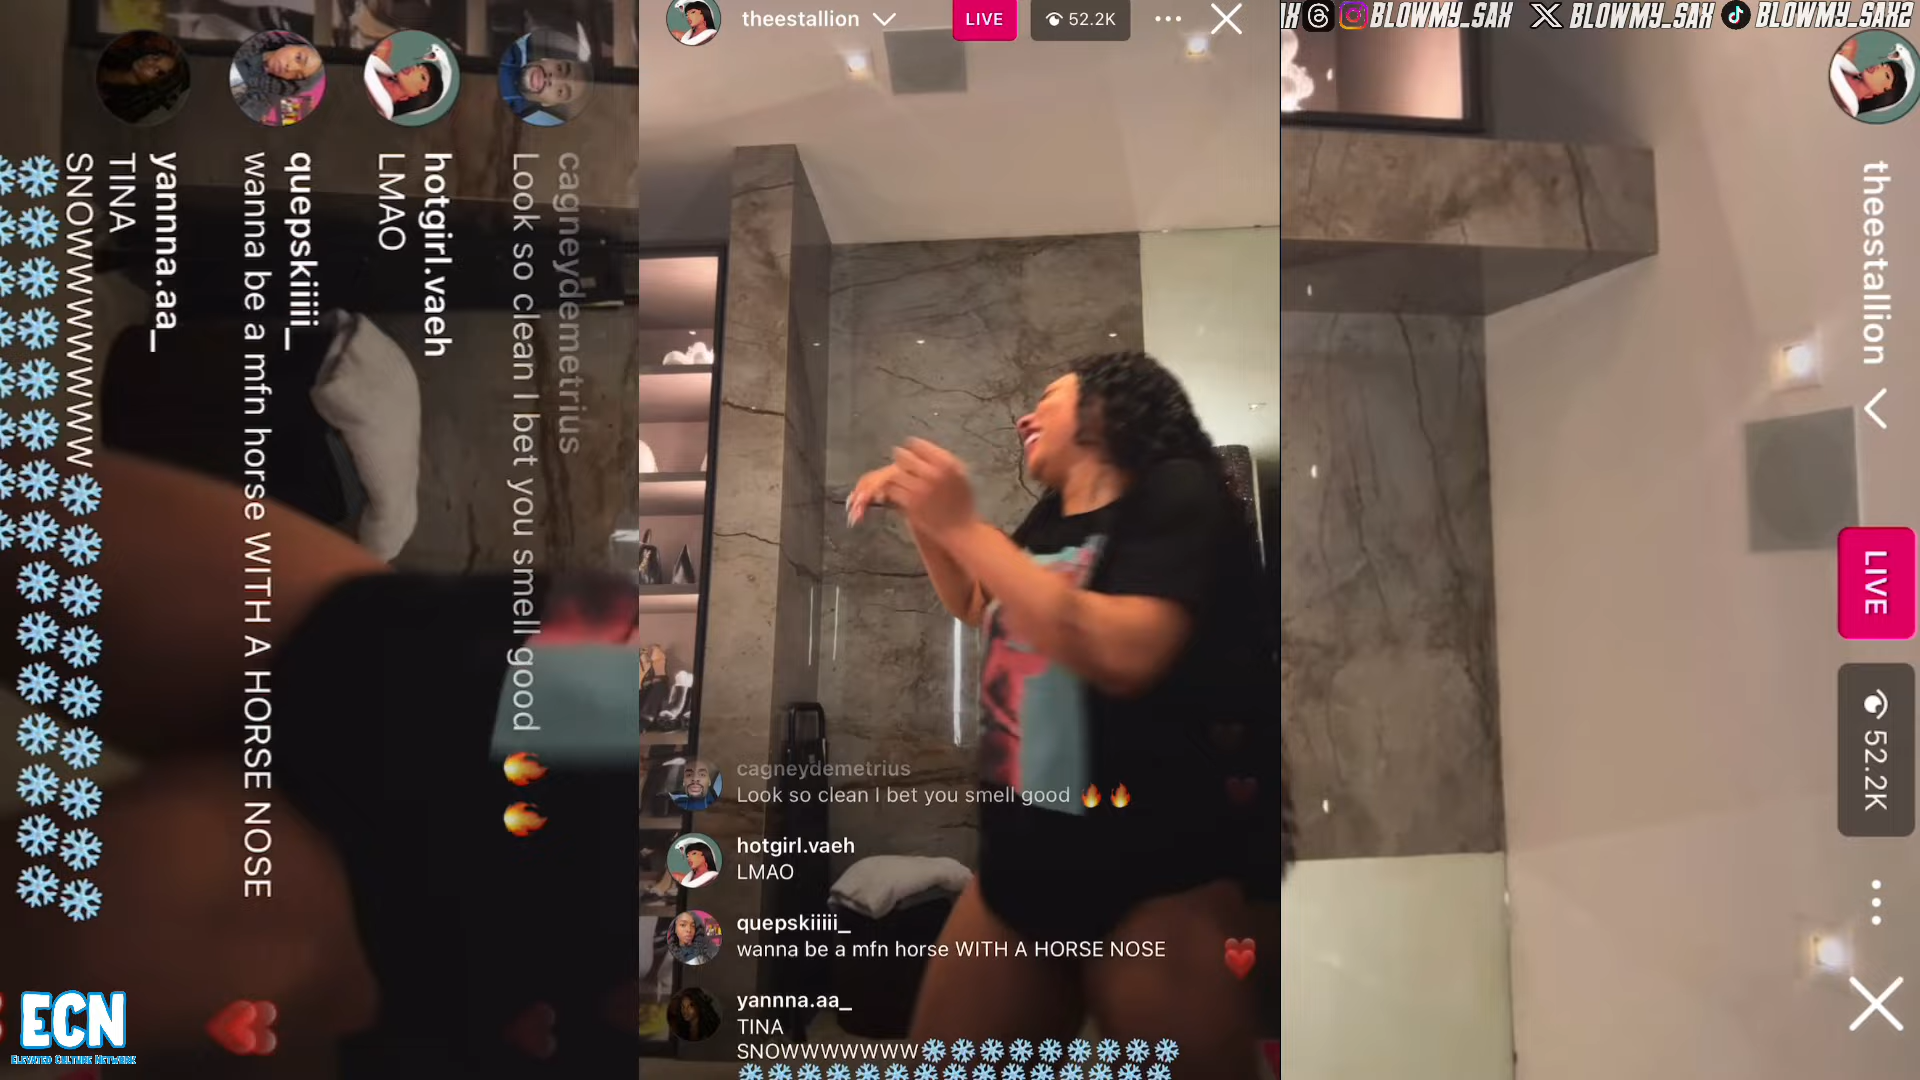 theestallion
LIVE
52.2K
BLOWMY_SAX
BLOWMY_SAX
BLOWMY_SAX2
cagneydemetrius
Look so clean I bet you smell good 🔥🔥
hotgirl.vaeh
LMAO
quepskiiiii_
wanna be a mfn horse WITH A HORSE NOSE
yannna.aa_
TINA
SNOWWWWWWW❄️❄️❄️❄️❄️❄️❄️❄️❄️
❄️❄️❄️❄️❄️❄️❄️❄️❄️❄️❄️❄️❄️❄️❄️
cagneydemetrius
Look so clean I bet you smell good 🔥🔥
hotgirl.vaeh
LMAO
quepskiiiii_
wanna be a mfn horse WITH A HORSE NOSE
yannna.aa_
TINA
SNOWWWWWWW❄️❄️❄️❄️❄️❄️❄️❄️❄️
theestallion
LIVE
52.2K
ECN
ELEVATED CULTURE NETWORK